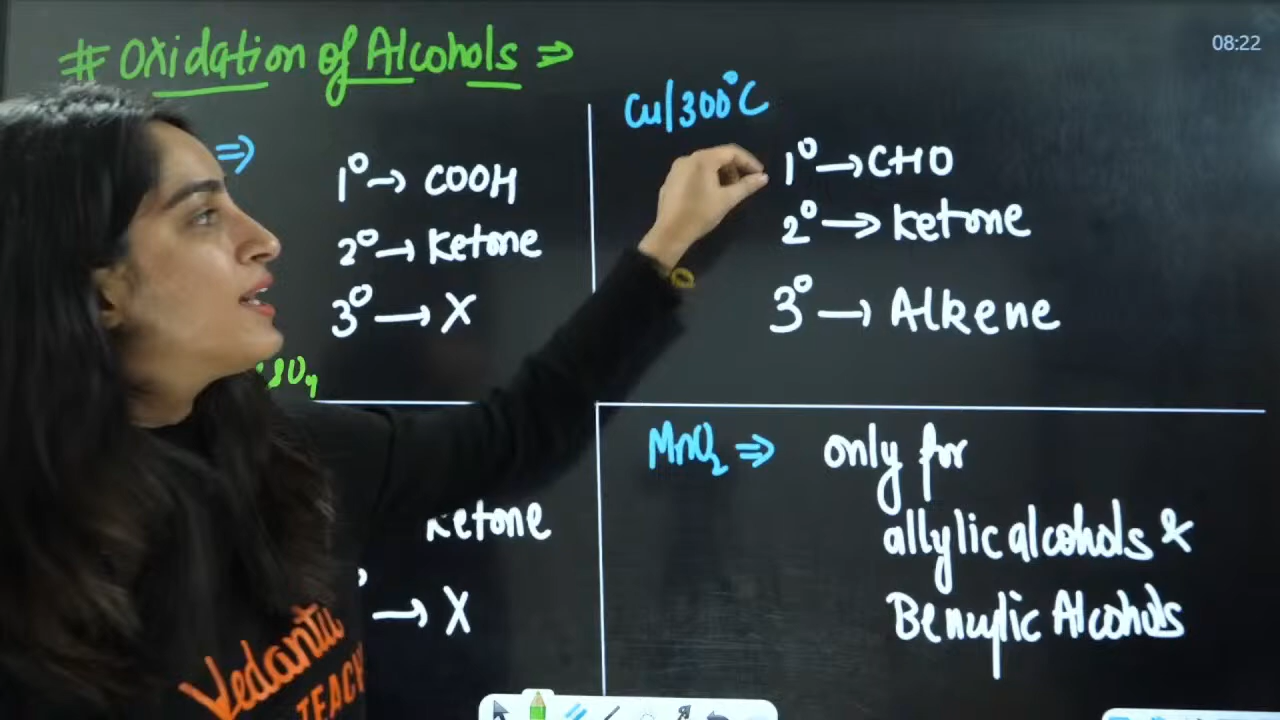 # Oxidation of Alcohols ⇒
08:22
⇒
1° → COOH
2° → Ketone
3° → X
Cu/300°C
1° → CHO
2° → Ketone
3° → Alkene
Ketone
→ X
MnO₂ ⇒ only for
allylic alcohols &
Benzylic Alcohols
Vedantu
TEACH